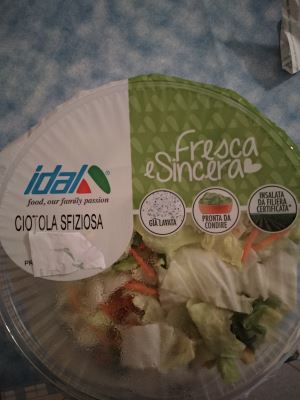 idal
food, our family passion
CIOTOLA SFIZIOSA
Fresca
e Sincera
GIÀ LAVATA
PRONTA DA
CONDIRE
INSALATA
DA FILIERA
CERTIFICATA*